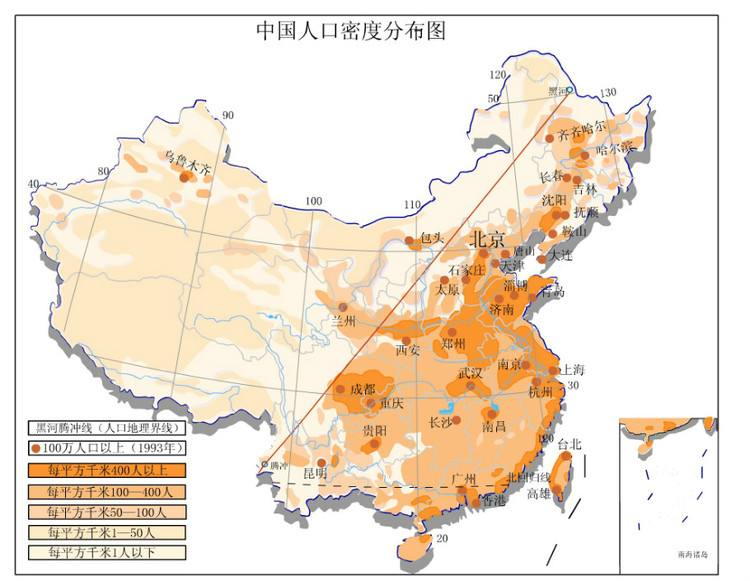 中国人口密度分布图
120
黑河
130
50
90
齐齐哈尔
哈尔滨
乌鲁木齐
80
长春
吉林
40
沈阳
抚顺
100
110
鞍山
包头
北京
唐山
大连
天津
石家庄
太原
淄博
青岛
济南
兰州
西安
郑州
南京
上海
武汉
30
杭州
成都
重庆
长沙
南昌
贵阳
120
台北
腾冲
昆明
广州
北回归线
高雄
香港
20
南海诸岛
黑河腾冲线（人口地理界线）
100万人口以上（1993年）
每平方千米400人以上
每平方千米100—400人
每平方千米50—100人
每平方千米1—50人
每平方千米1人以下